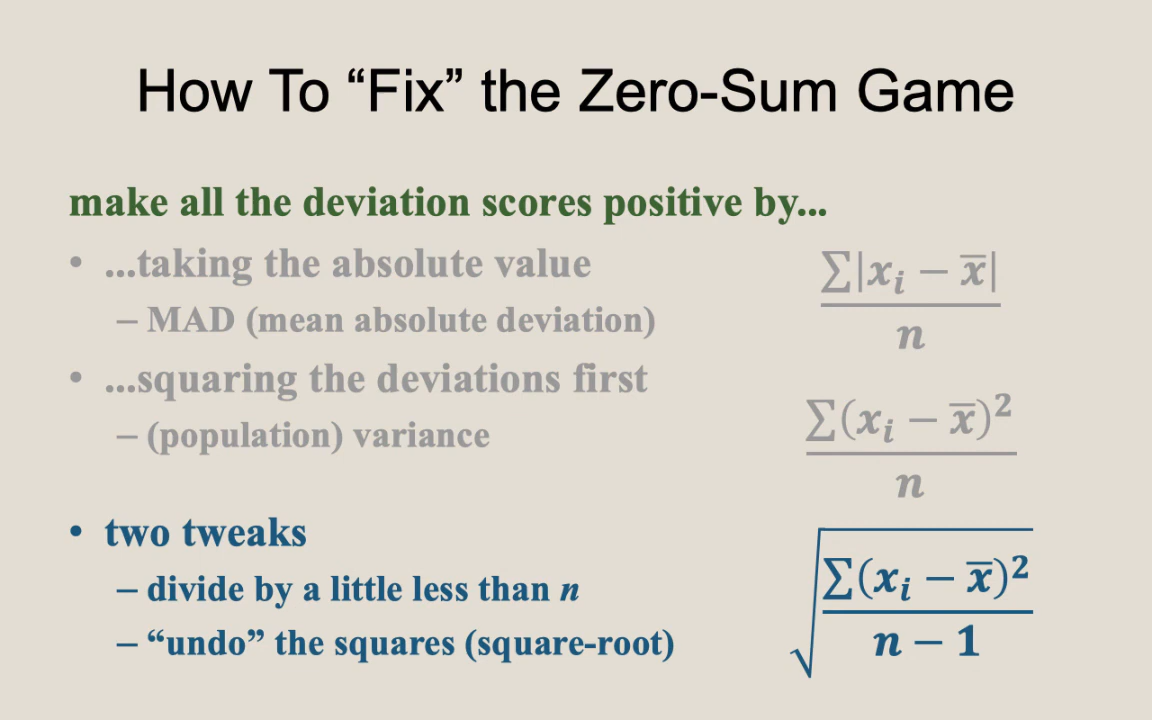 How To “Fix” the Zero-Sum Game
make all the deviation scores positive by...
• ...taking the absolute value
– MAD (mean absolute deviation)
∑|xᵢ − x̅|
n
• ...squaring the deviations first
– (population) variance
∑(xᵢ − x̅)²
n
• two tweaks
– divide by a little less than n
– “undo” the squares (square-root)
√
∑(xᵢ − x̅)²
n − 1